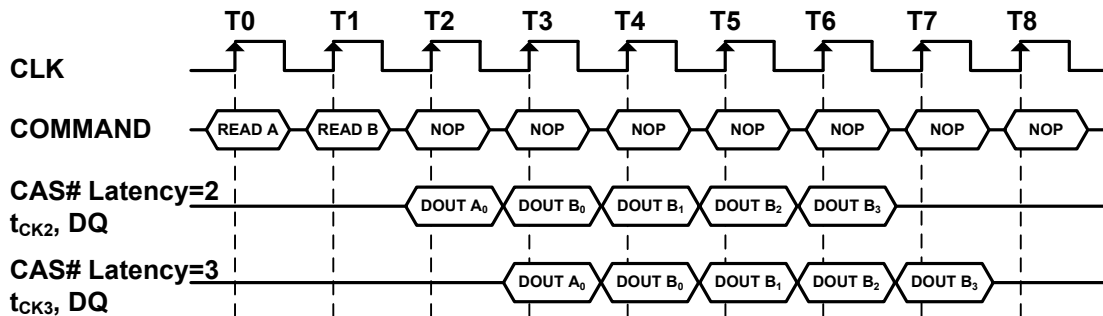 T0 T1 T2 T3 T4 T5 T6 T7 T8
CLK
COMMAND READ A READ B NOP NOP NOP NOP NOP NOP NOP
CAS# Latency=2
tCK2, DQ DOUT A0 DOUT B0 DOUT B1 DOUT B2 DOUT B3
CAS# Latency=3
tCK3, DQ DOUT A0 DOUT B0 DOUT B1 DOUT B2 DOUT B3